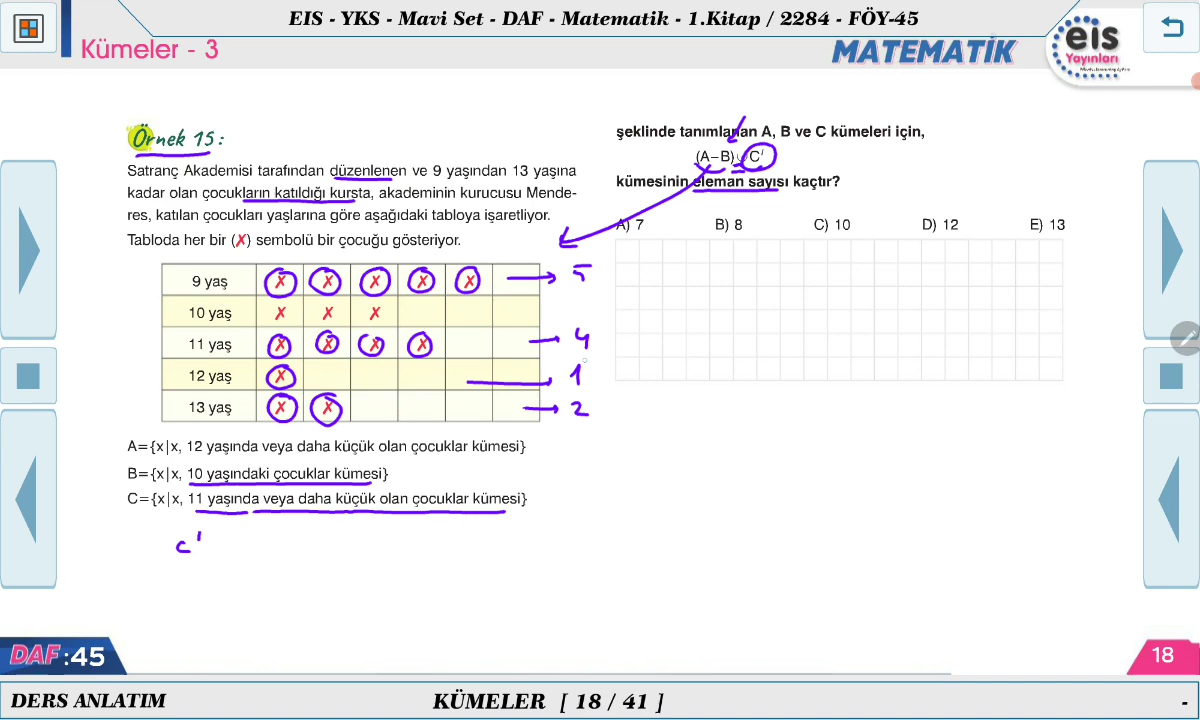 EIS - YKS - Mavi Set - DAF - Matematik - 1.Kitap / 2284 - FÖY-45
Kümeler - 3
MATEMATİK
eis
Yayınları
Örnek 15:
Satranç Akademisi tarafından düzenlenen ve 9 yaşından 13 yaşına
kadar olan çocukların katıldığı kursta, akademinin kurucusu Mende-
res, katılan çocukları yaşlarına göre aşağıdaki tabloya işaretliyor.
Tabloda her bir (✗) sembolü bir çocuğu gösteriyor.
9 yaş ✗ ✗ ✗ ✗ ✗ → 5
10 yaş ✗ ✗ ✗
11 yaş ✗ ✗ ✗ ✗ → 4
12 yaş ✗ → 1
13 yaş ✗ ✗ → 2
A={x|x, 12 yaşında veya daha küçük olan çocuklar kümesi}
B={x|x, 10 yaşındaki çocuklar kümesi}
C={x|x, 11 yaşında veya daha küçük olan çocuklar kümesi}
C'
şeklinde tanımlanan A, B ve C kümeleri için,
(A–B)∪C'
kümesinin eleman sayısı kaçtır?
A) 7 B) 8 C) 10 D) 12 E) 13
DAF :45
18
DERS ANLATIM
KÜMELER [ 18 / 41 ]
-